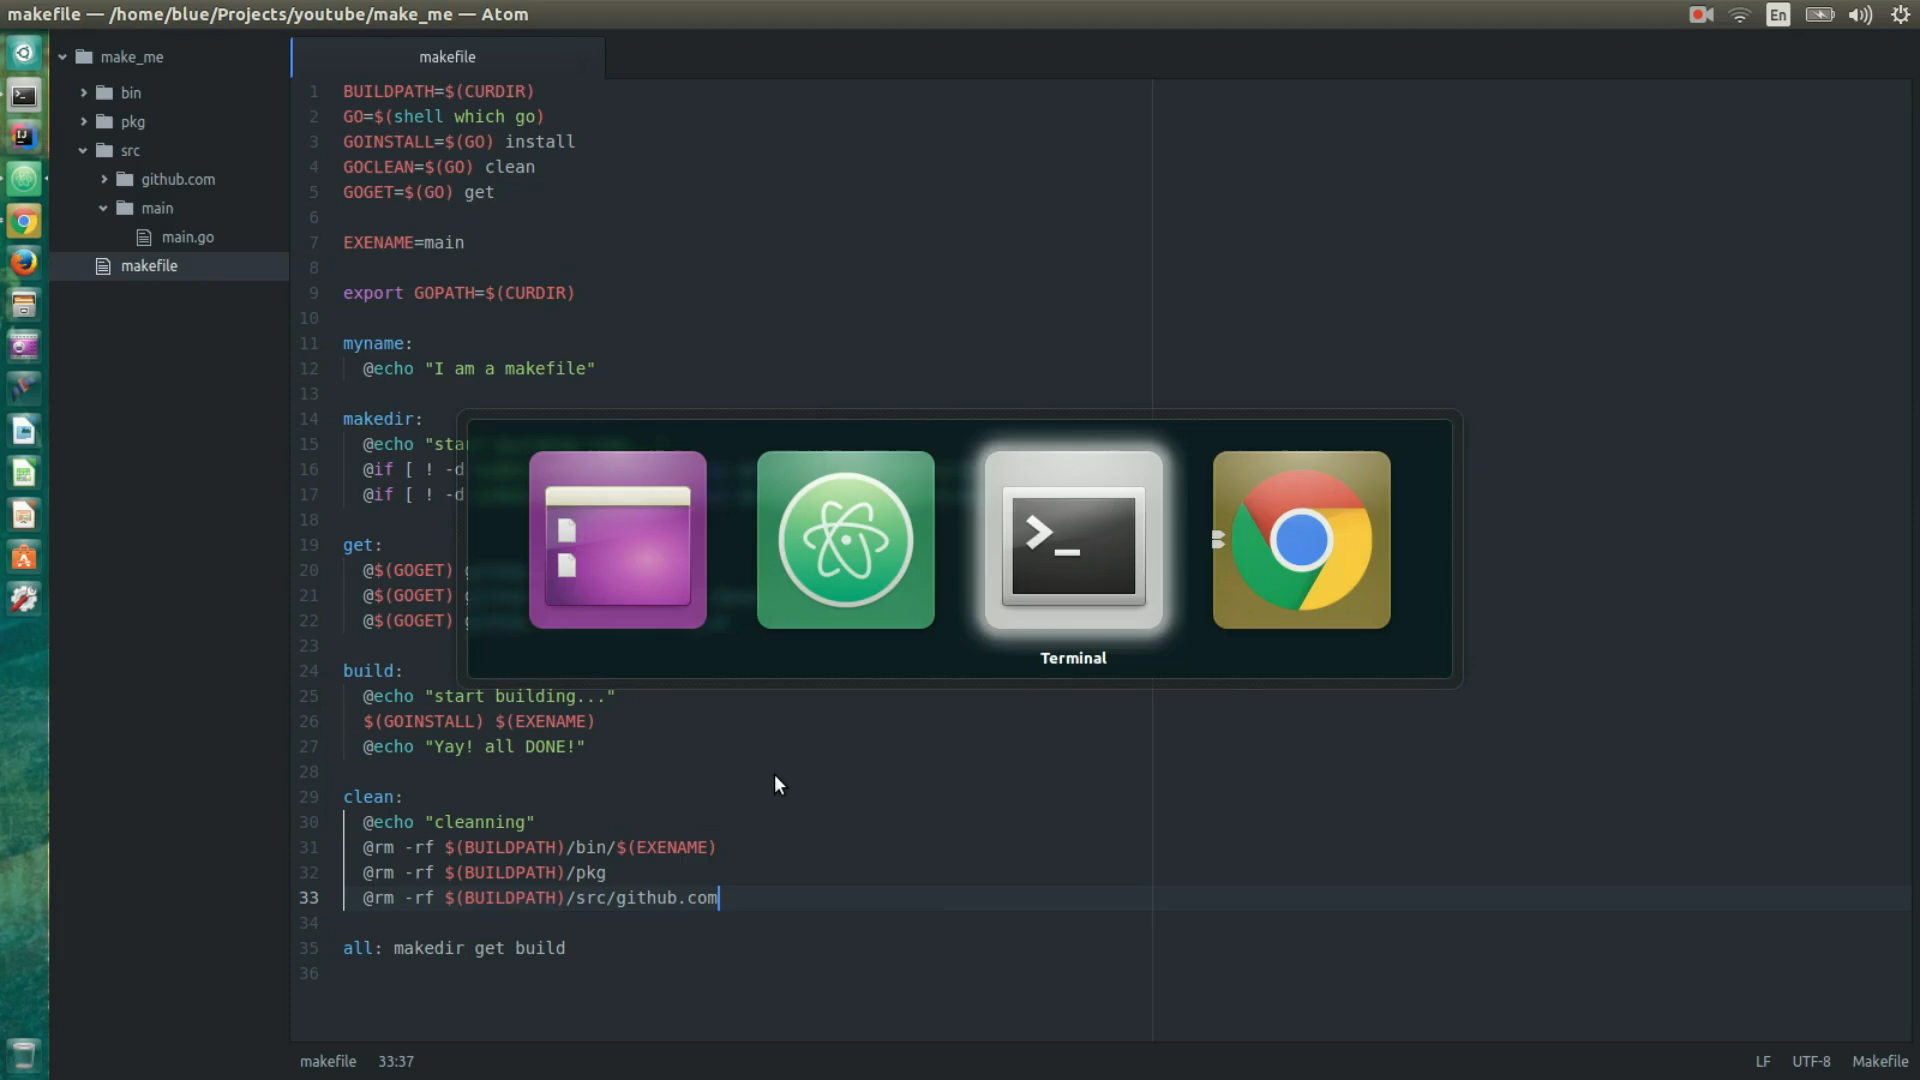 makefile — /home/blue/Projects/youtube/make_me — Atom
En
make_me
bin
pkg
src
github.com
main
main.go
makefile
makefile
1 BUILDPATH=$(CURDIR)
2 GO=$(shell which go)
3 GOINSTALL=$(GO) install
4 GOCLEAN=$(GO) clean
5 GOGET=$(GO) get
6
7 EXENAME=main
8
9 export GOPATH=$(CURDIR)
10
11 myname:
12 @echo "I am a makefile"
13
14 makedir:
15 @echo "star
16 @if [ ! -d
17 @if [ ! -d
18
19 get:
20 @$(GOGET)
21 @$(GOGET)
22 @$(GOGET)
23
24 build:
25 @echo "start building..."
26 $(GOINSTALL) $(EXENAME)
27 @echo "Yay! all DONE!"
28
29 clean:
30 @echo "cleanning"
31 @rm -rf $(BUILDPATH)/bin/$(EXENAME)
32 @rm -rf $(BUILDPATH)/pkg
33 @rm -rf $(BUILDPATH)/src/github.com
34
35 all: makedir get build
36
Terminal
makefile 33:37
LF UTF-8 Makefile